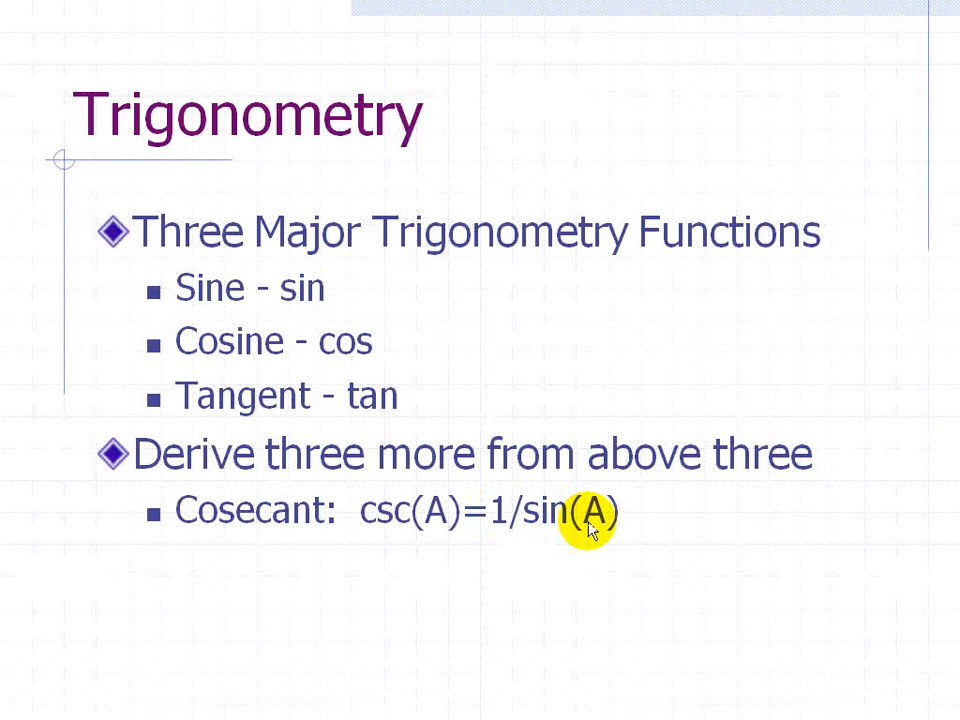 Trigonometry
Three Major Trigonometry Functions
Sine - sin
Cosine - cos
Tangent - tan
Derive three more from above three
Cosecant: csc(A)=1/sin(A)